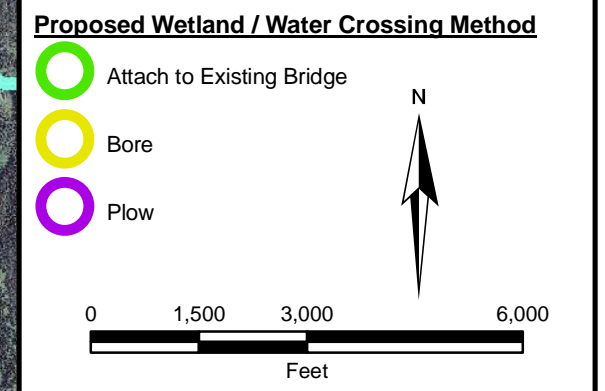 Proposed Wetland / Water Crossing Method
Attach to Existing Bridge
N
Bore
Plow
0 1,500 3,000 6,000
Feet